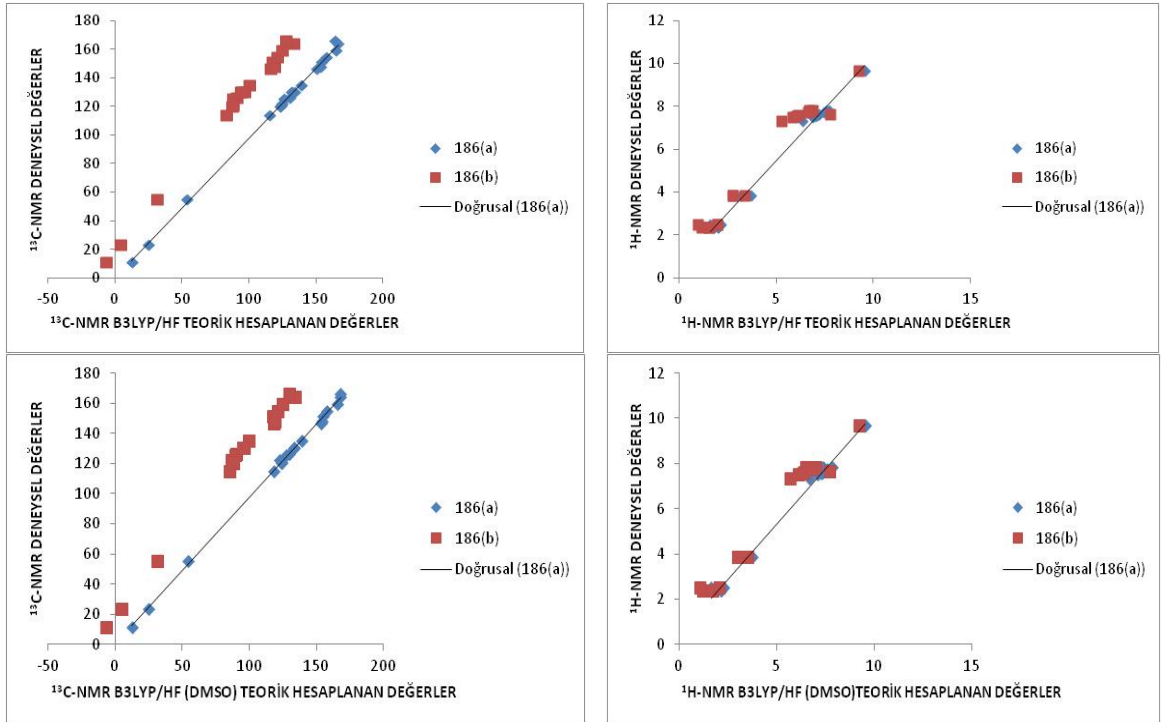 180
160
140
120
100
80
60
40
20
0
-50
0
50
100
150
200
¹³C-NMR DENEYSEL DEĞERLER
¹³C-NMR B3LYP/HF TEORİK HESAPLANAN DEĞERLER
186(a)
186(b)
Doğrusal (186(a))
12
10
8
6
4
2
0
0
5
10
15
¹H-NMR DENEYSEL DEĞERLER
¹H-NMR B3LYP/HF TEORİK HESAPLANAN DEĞERLER
186(a)
186(b)
Doğrusal (186(a))
180
160
140
120
100
80
60
40
20
0
-50
0
50
100
150
200
¹³C-NMR DENEYSEL DEĞERLER
¹³C-NMR B3LYP/HF (DMSO) TEORİK HESAPLANAN DEĞERLER
186(a)
186(b)
Doğrusal (186(a))
12
10
8
6
4
2
0
0
5
10
15
¹H-NMR DENEYSEL DEĞERLER
¹H-NMR B3LYP/HF (DMSO)TEORİK HESAPLANAN DEĞERLER
186(a)
186(b)
Doğrusal (186(a))